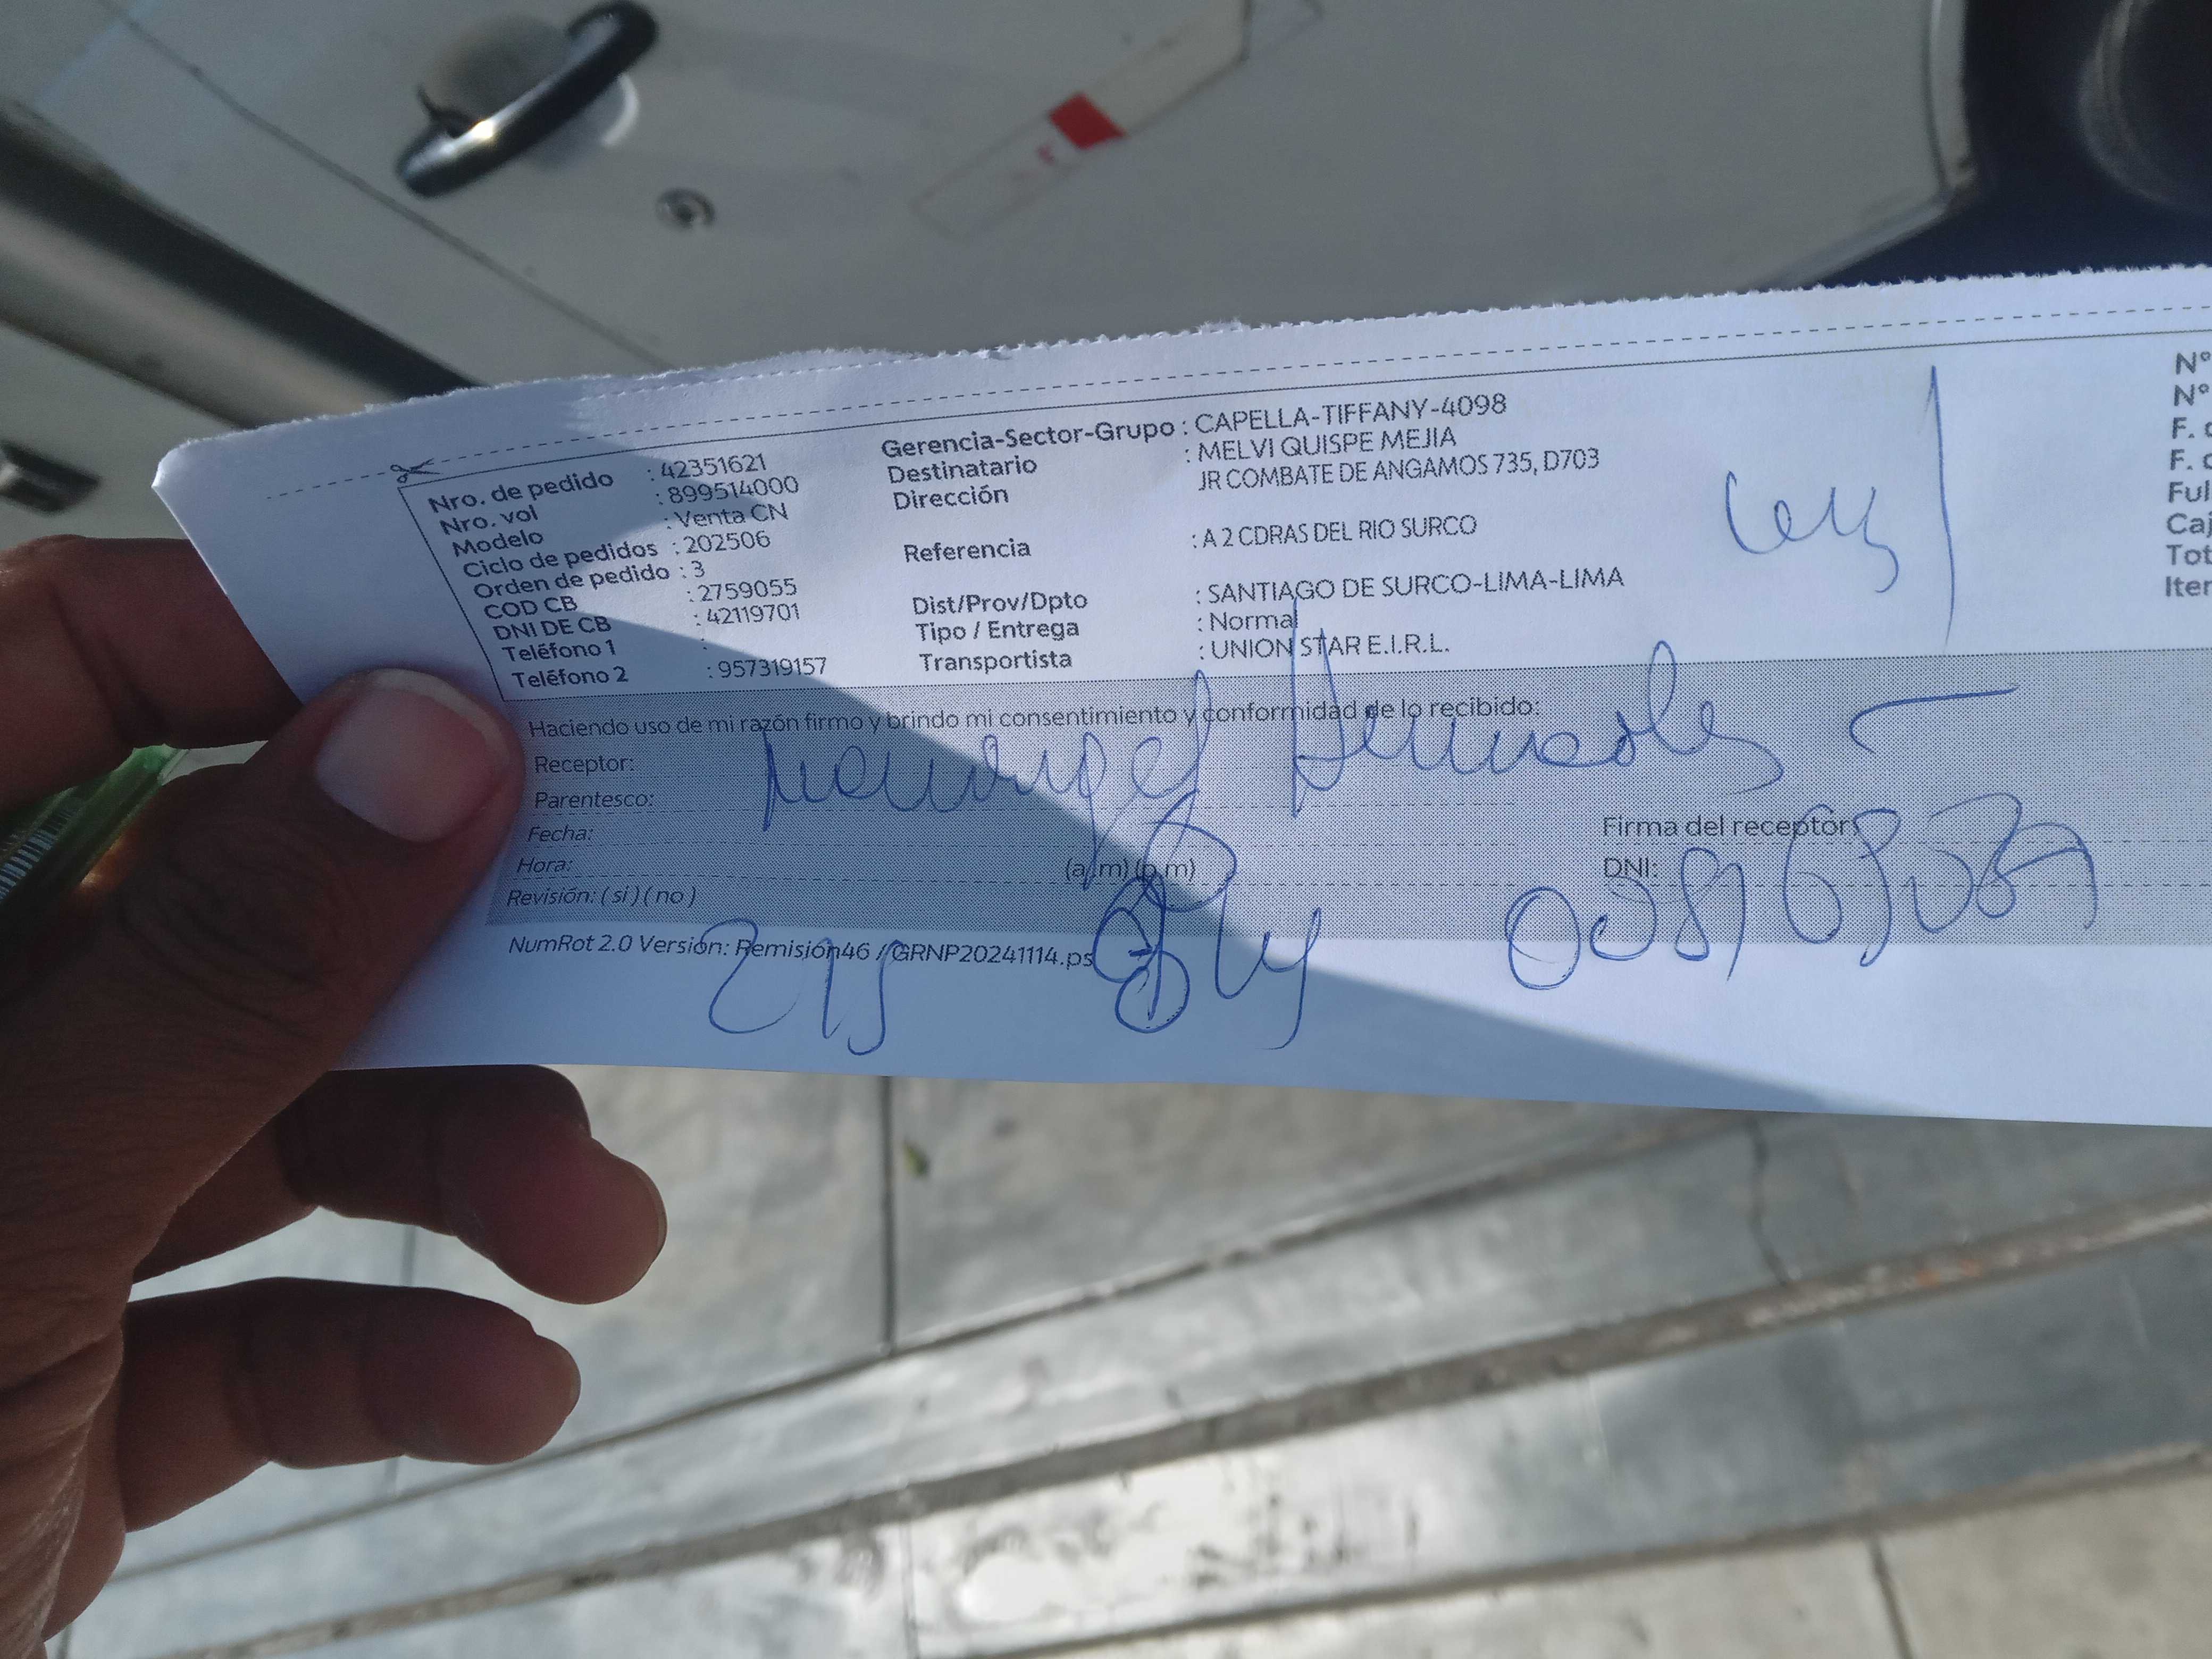 Nro. de pedido : 42351621
Nro. vol : 899514000
Modelo : Venta CN
Ciclo de pedidos : 202506
Orden de pedido : 3
COD CB : 2759055
DNI DE CB : 42119701
Teléfono 1 :
Teléfono 2 : 957319157
Gerencia-Sector-Grupo : CAPELLA-TIFFANY-4098
Destinatario : MELVI QUISPE MEJIA
Dirección JR COMBATE DE ANGAMOS 735, D703
Referencia : A 2 CDRAS DEL RIO SURCO
Dist/Prov/Dpto : SANTIAGO DE SURCO-LIMA-LIMA
Tipo / Entrega : Normal
Transportista : UNION STAR E.I.R.L.
N°
N°
F.
F.
Haciendo uso de mi razón firmo y brindo mi consentimiento y conformidad de lo recibido:
Receptor:
Parentesco:
Fecha:
Hora: (a.m) (p.m)
Revisión: ( si ) ( no )
Firma del receptor:
DNI:
NumRot 2.0 Versión: Remisión46 / GRNP20241114.ps